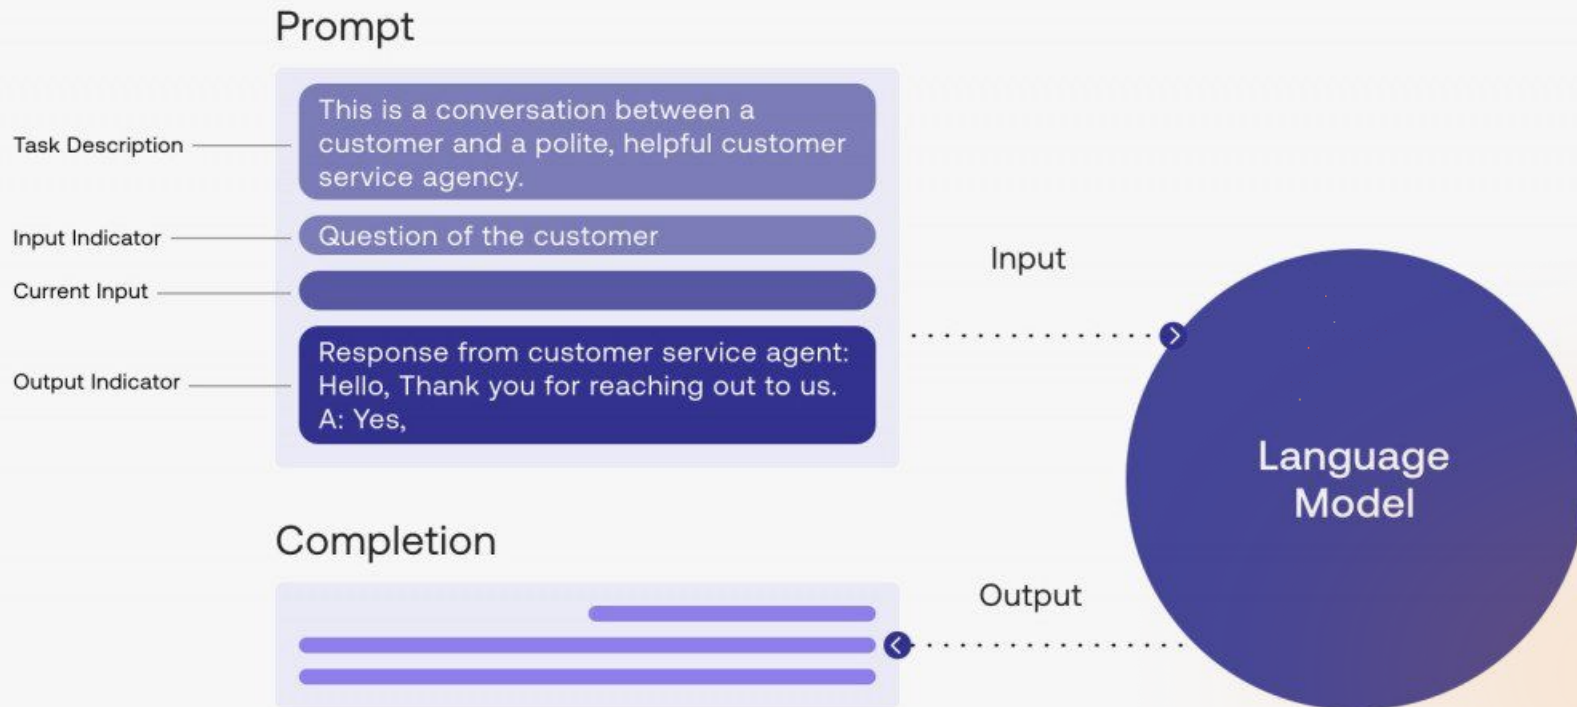 Prompt
Task Description
This is a conversation between a
customer and a polite, helpful customer
service agency.
Input Indicator
Question of the customer
Current Input
Output Indicator
Response from customer service agent:
Hello, Thank you for reaching out to us.
A: Yes,
Input
Language
Model
Completion
Output